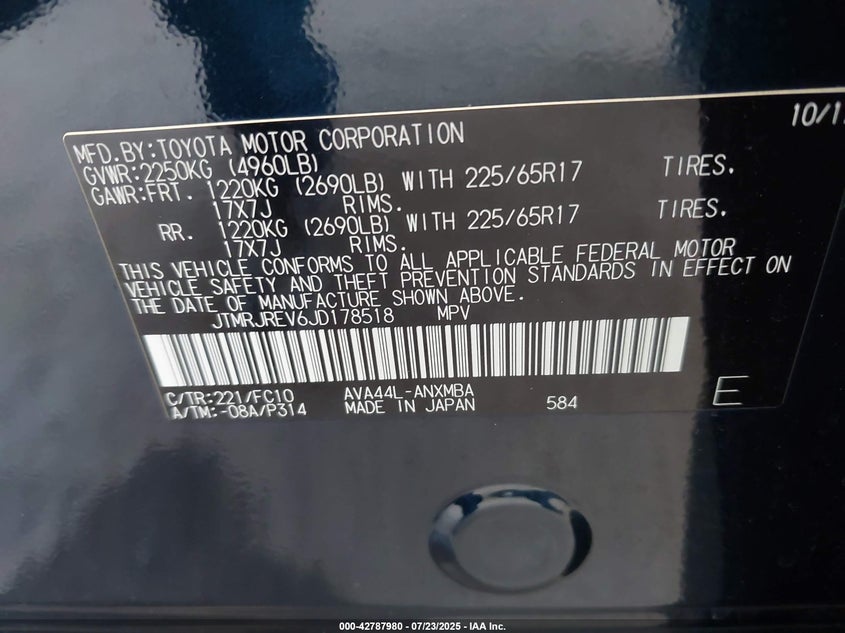 10/1
MFD.BY:TOYOTA MOTOR CORPORATION
GVWR:2250KG (4960LB)
GAWR:FRT. 1220KG (2690LB) WITH 225/65R17 TIRES.
17X7J RIMS.
RR. 1220KG (2690LB) WITH 225/65R17 TIRES.
17X7J RIMS.
THIS VEHICLE CONFORMS TO ALL APPLICABLE FEDERAL MOTOR
VEHICLE SAFETY AND THEFT PREVENTION STANDARDS IN EFFECT ON
THE DATE OF MANUFACTURE SHOWN ABOVE.
JTMRJREV6JD178518 MPV
C/TR:221/FC10 AVA44L-ANXMBA
A/TM:-08A/P314 MADE IN JAPAN 584 E
000-42787980 - 07/23/2025 - IAA Inc.